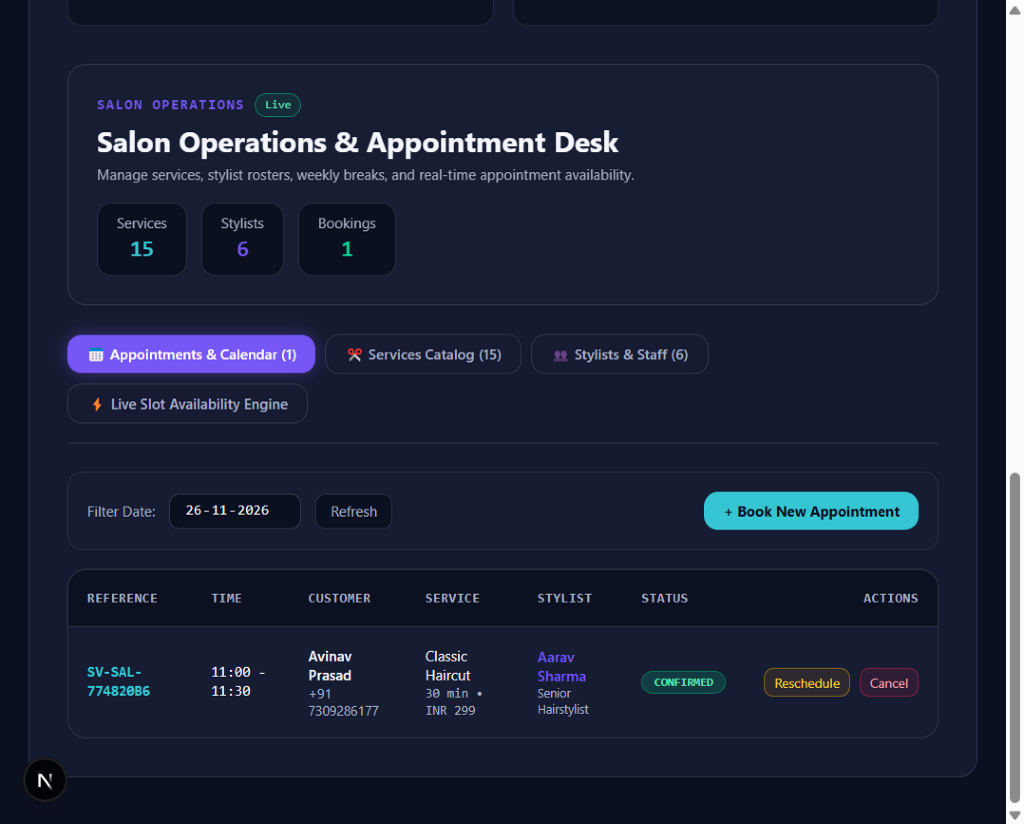 SALON OPERATIONS Live
Salon Operations & Appointment Desk
Manage services, stylist rosters, weekly breaks, and real-time appointment availability.
Services Stylists Bookings
15 6 1
Appointments & Calendar (1) Services Catalog (15) Stylists & Staff (6)
Live Slot Availability Engine
Filter Date: 26-11-2026 Refresh + Book New Appointment
REFERENCE TIME CUSTOMER SERVICE STYLIST STATUS ACTIONS
SV-SAL-
774820B6
11:00 -
11:30
Avinav
Prasad
+91
7309286177
Classic
Haircut
30 min •
INR 299
Aarav
Sharma
Senior
Hairstylist
CONFIRMED
Reschedule Cancel
N